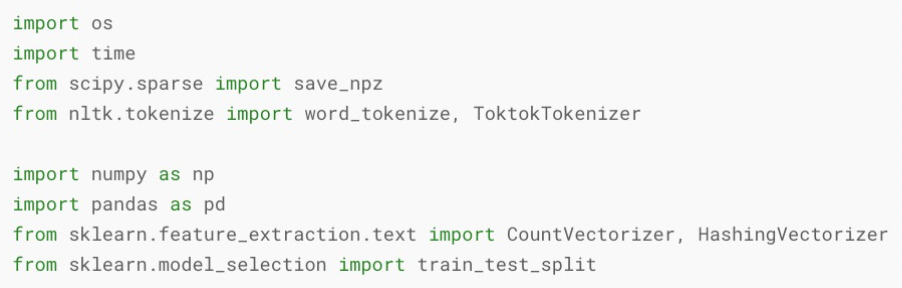 import os
import time
from scipy.sparse import save_npz
from nltk.tokenize import word_tokenize, ToktokTokenizer
import numpy as np
import pandas as pd
from sklearn.feature_extraction.text import CountVectorizer, HashingVectorizer
from sklearn.model_selection import train_test_split